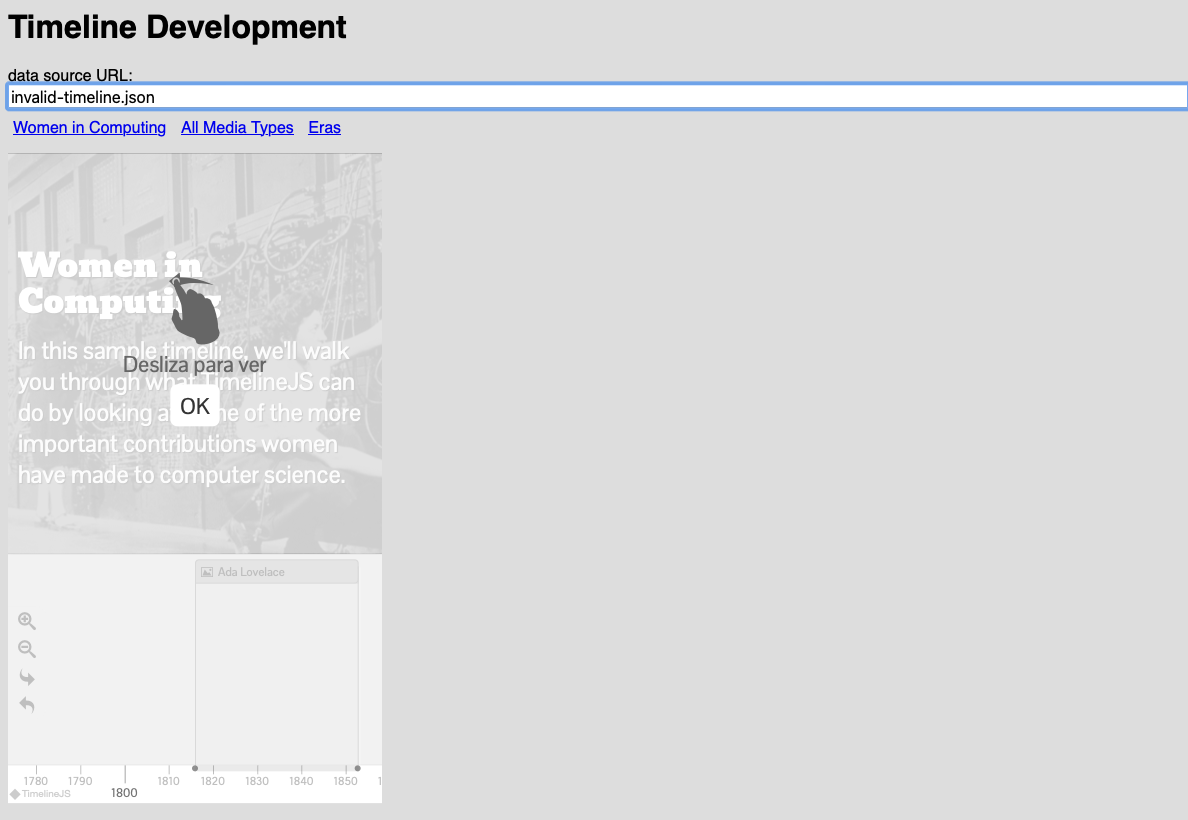 Timeline Development
data source URL:
invalid-timeline.json
Women in Computing All Media Types Eras
Women in
Computing
Desliza para ver
OK
In this sample timeline, we'll walk
you through what TimelineJS can
do by looking at of the more
important contributions women
have made to computer science.
Ada Lovelace
1780 1790 1800 1810 1820 1830 1840 1850
TimelineJS